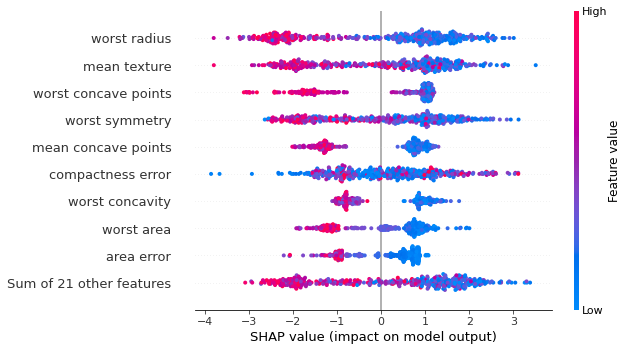 High
worst radius
mean texture
worst concave points
worst symmetry
mean concave points
compactness error
worst concavity
worst area
area error
Sum of 21 other features
Feature value
Low
−4 −3 −2 −1 0 1 2 3
SHAP value (impact on model output)